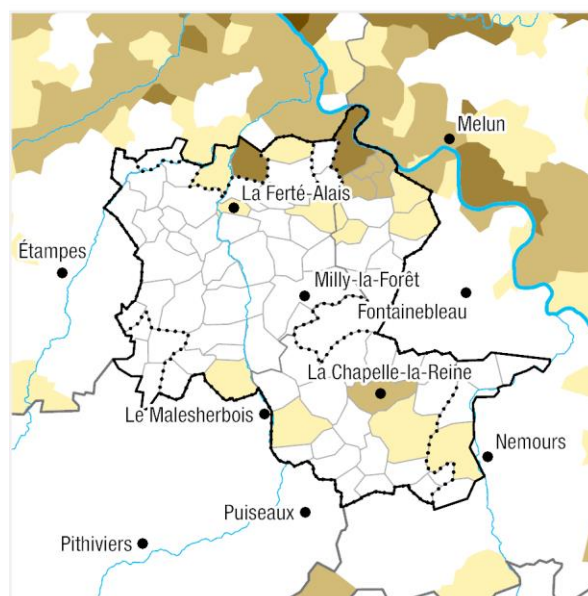 Melun
La Ferté-Alais
Étampes
Milly-la-Forêt
Fontainebleau
La Chapelle-la-Reine
Le Malesherbois
Nemours
Puiseaux
Pithiviers